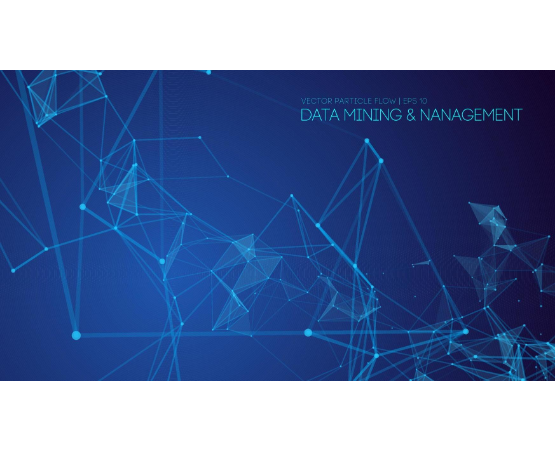 VECTOR PARTICLE FLOW | EPS 10
DATA MINING & NANAGEMENT